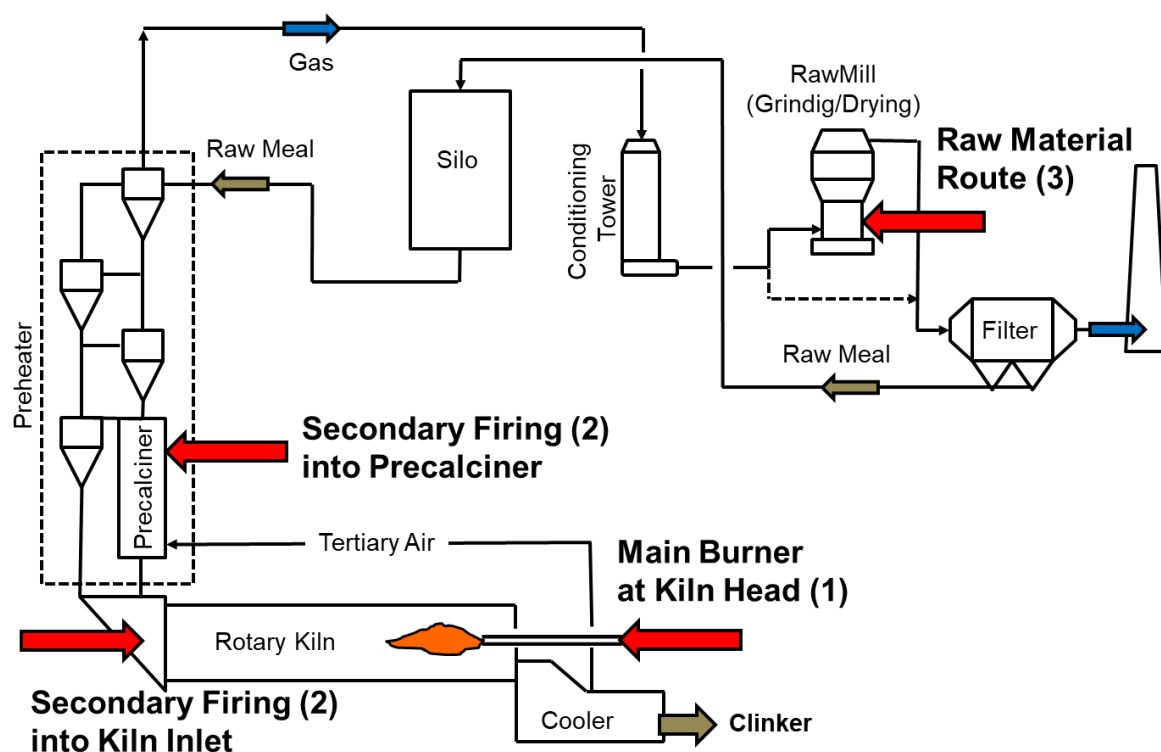 Gas
RawMill
(Grindig/Drying)
Raw Material
Route (3)
Raw Meal
Silo
Conditioning
Tower
Preheater
Filter
Raw Meal
Secondary Firing (2)
into Precalciner
Precalciner
Tertiary Air
Main Burner
at Kiln Head (1)
Rotary Kiln
Secondary Firing (2)
into Kiln Inlet
Cooler
Clinker